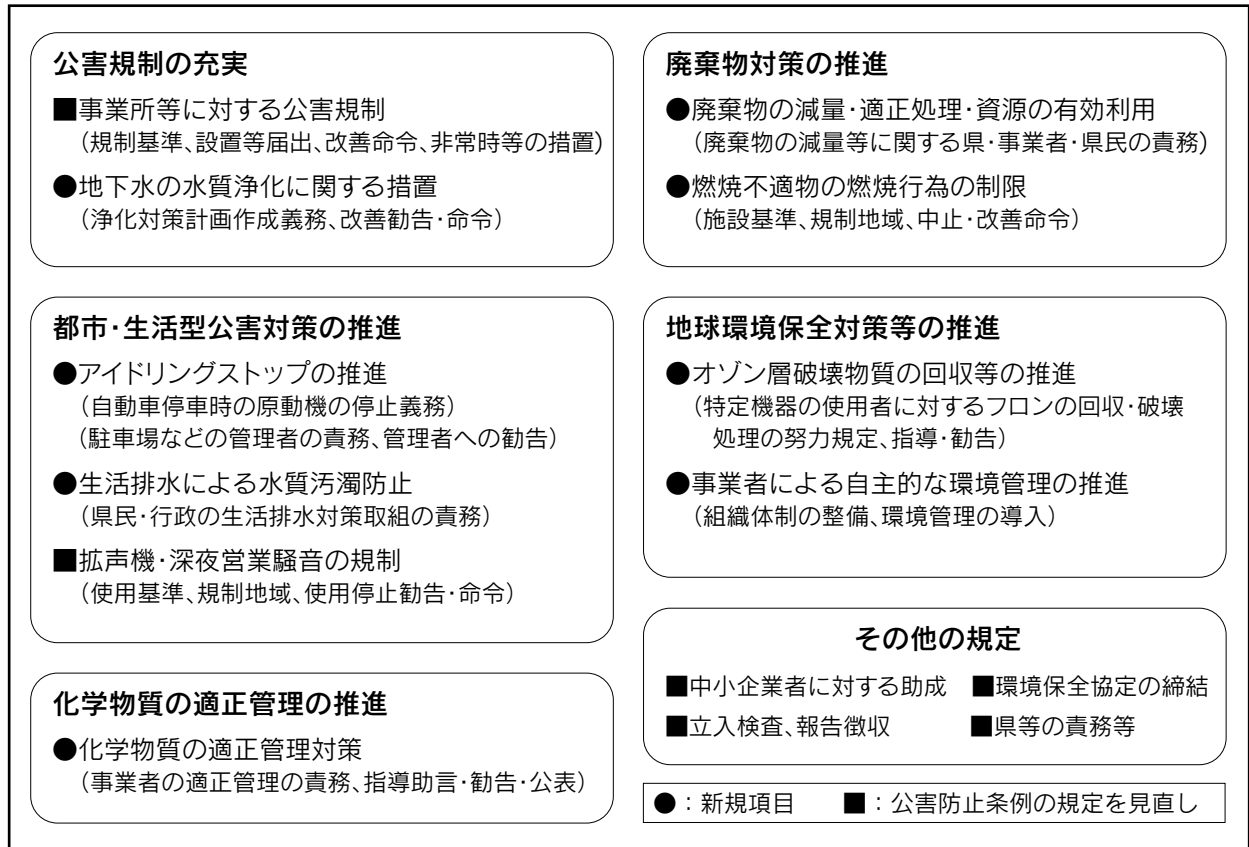 公害規制の充実
■事業所等に対する公害規制
(規制基準、設置等届出、改善命令、非常時等の措置)
●地下水の水質浄化に関する措置
(浄化対策計画作成義務、改善勧告・命令)
都市・生活型公害対策の推進
●アイドリングストップの推進
(自動車停車時の原動機の停止義務)
(駐車場などの管理者の責務、管理者への勧告)
●生活排水による水質汚濁防止
(県民・行政の生活排水対策取組の責務)
■拡声機・深夜営業騒音の規制
(使用基準、規制地域、使用停止勧告・命令)
化学物質の適正管理の推進
●化学物質の適正管理対策
(事業者の適正管理の責務、指導助言・勧告・公表)
廃棄物対策の推進
●廃棄物の減量・適正処理・資源の有効利用
(廃棄物の減量等に関する県・事業者・県民の責務)
●燃焼不適物の燃焼行為の制限
(施設基準、規制地域、中止・改善命令)
地球環境保全対策等の推進
●オゾン層破壊物質の回収等の推進
(特定機器の使用者に対するフロンの回収・破壊
処理の努力規定、指導・勧告)
●事業者による自主的な環境管理の推進
(組織体制の整備、環境管理の導入)
その他の規定
■中小企業者に対する助成 ■環境保全協定の締結
■立入検査、報告徴収 ■県等の責務等
●：新規項目 ■：公害防止条例の規定を見直し